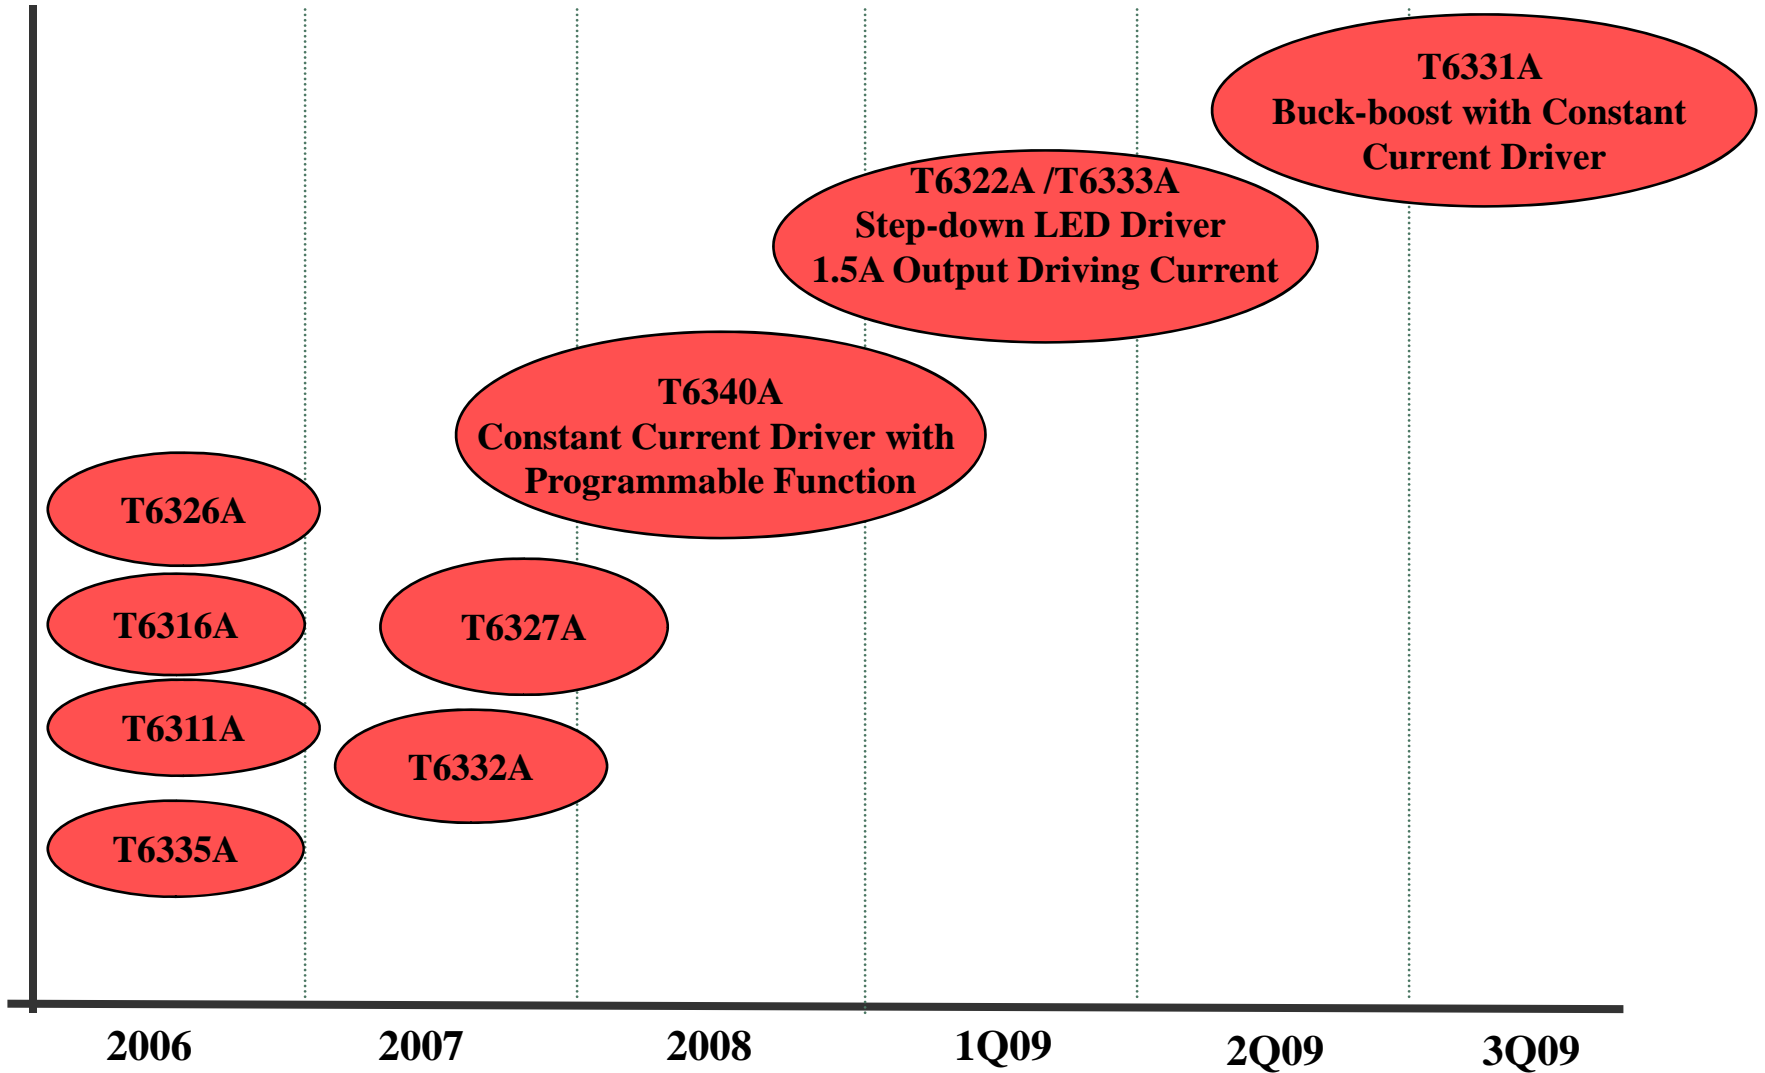 T6331A
Buck-boost with Constant
Current Driver
T6322A /T6333A
Step-down LED Driver
1.5A Output Driving Current
T6340A
Constant Current Driver with
Programmable Function
T6326A
T6316A
T6327A
T6311A
T6332A
T6335A
2006
2007
2008
1Q09
2Q09
3Q09